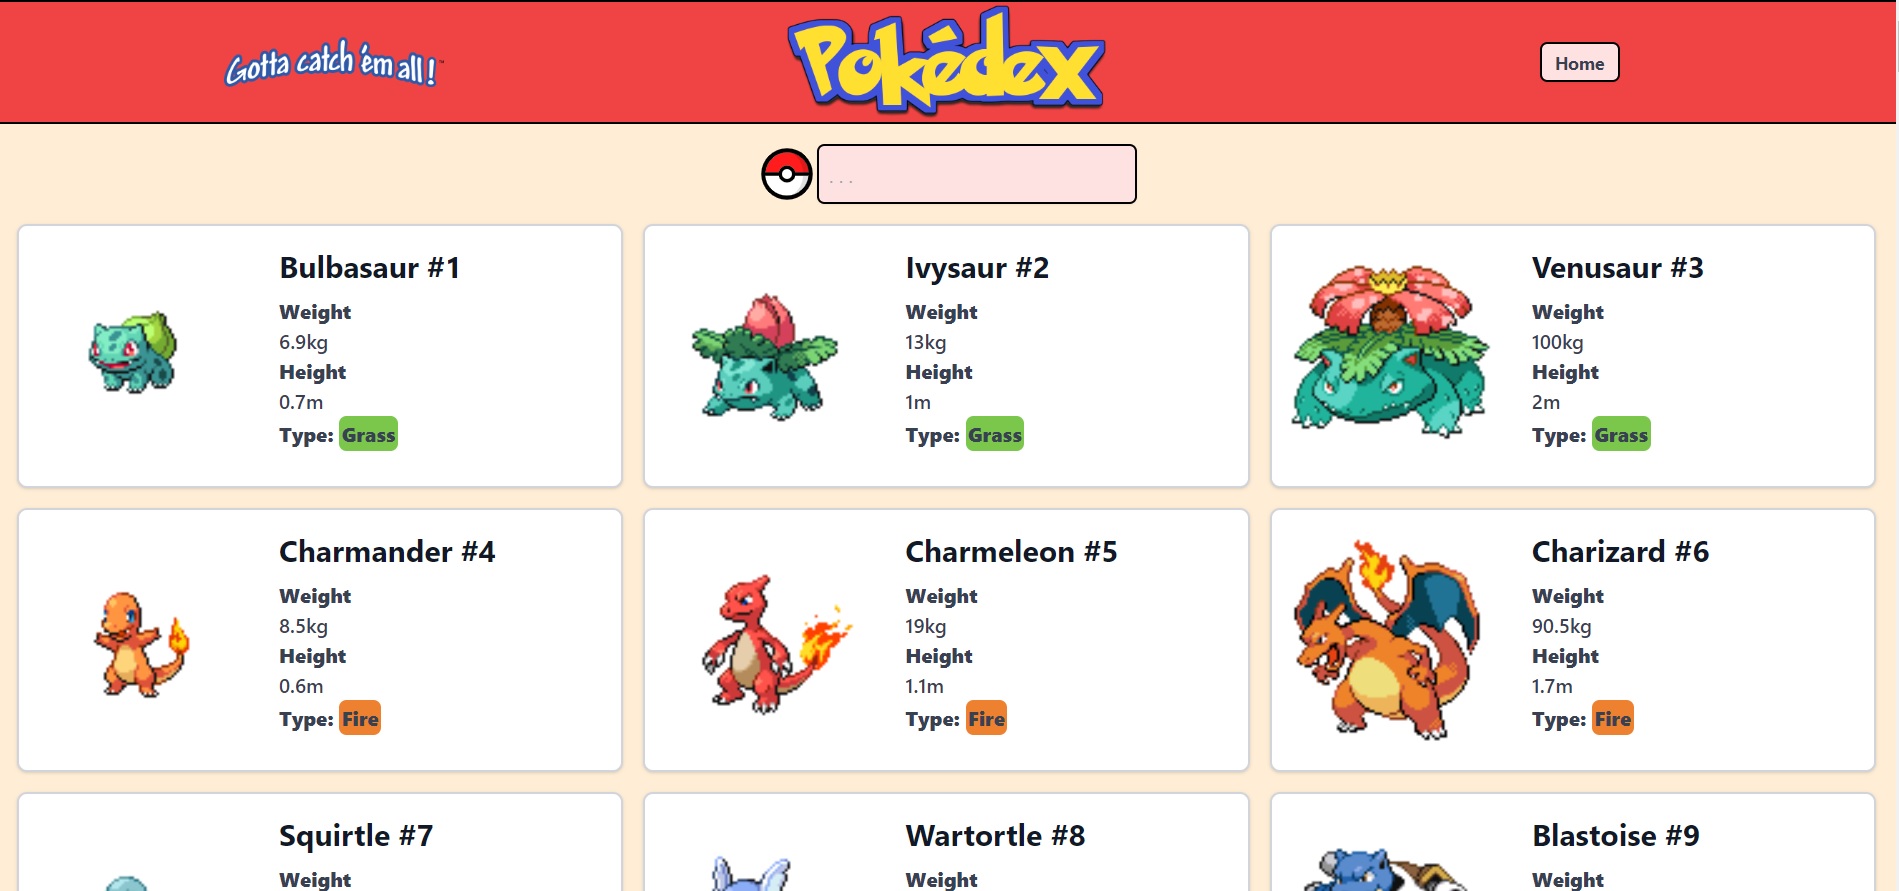 Gotta catch 'em all!™
Pokédex
Home
...
Bulbasaur #1
Weight
6.9kg
Height
0.7m
Type: Grass
Ivysaur #2
Weight
13kg
Height
1m
Type: Grass
Venusaur #3
Weight
100kg
Height
2m
Type: Grass
Charmander #4
Weight
8.5kg
Height
0.6m
Type: Fire
Charmeleon #5
Weight
19kg
Height
1.1m
Type: Fire
Charizard #6
Weight
90.5kg
Height
1.7m
Type: Fire
Squirtle #7
Weight
Wartortle #8
Weight
Blastoise #9
Weight